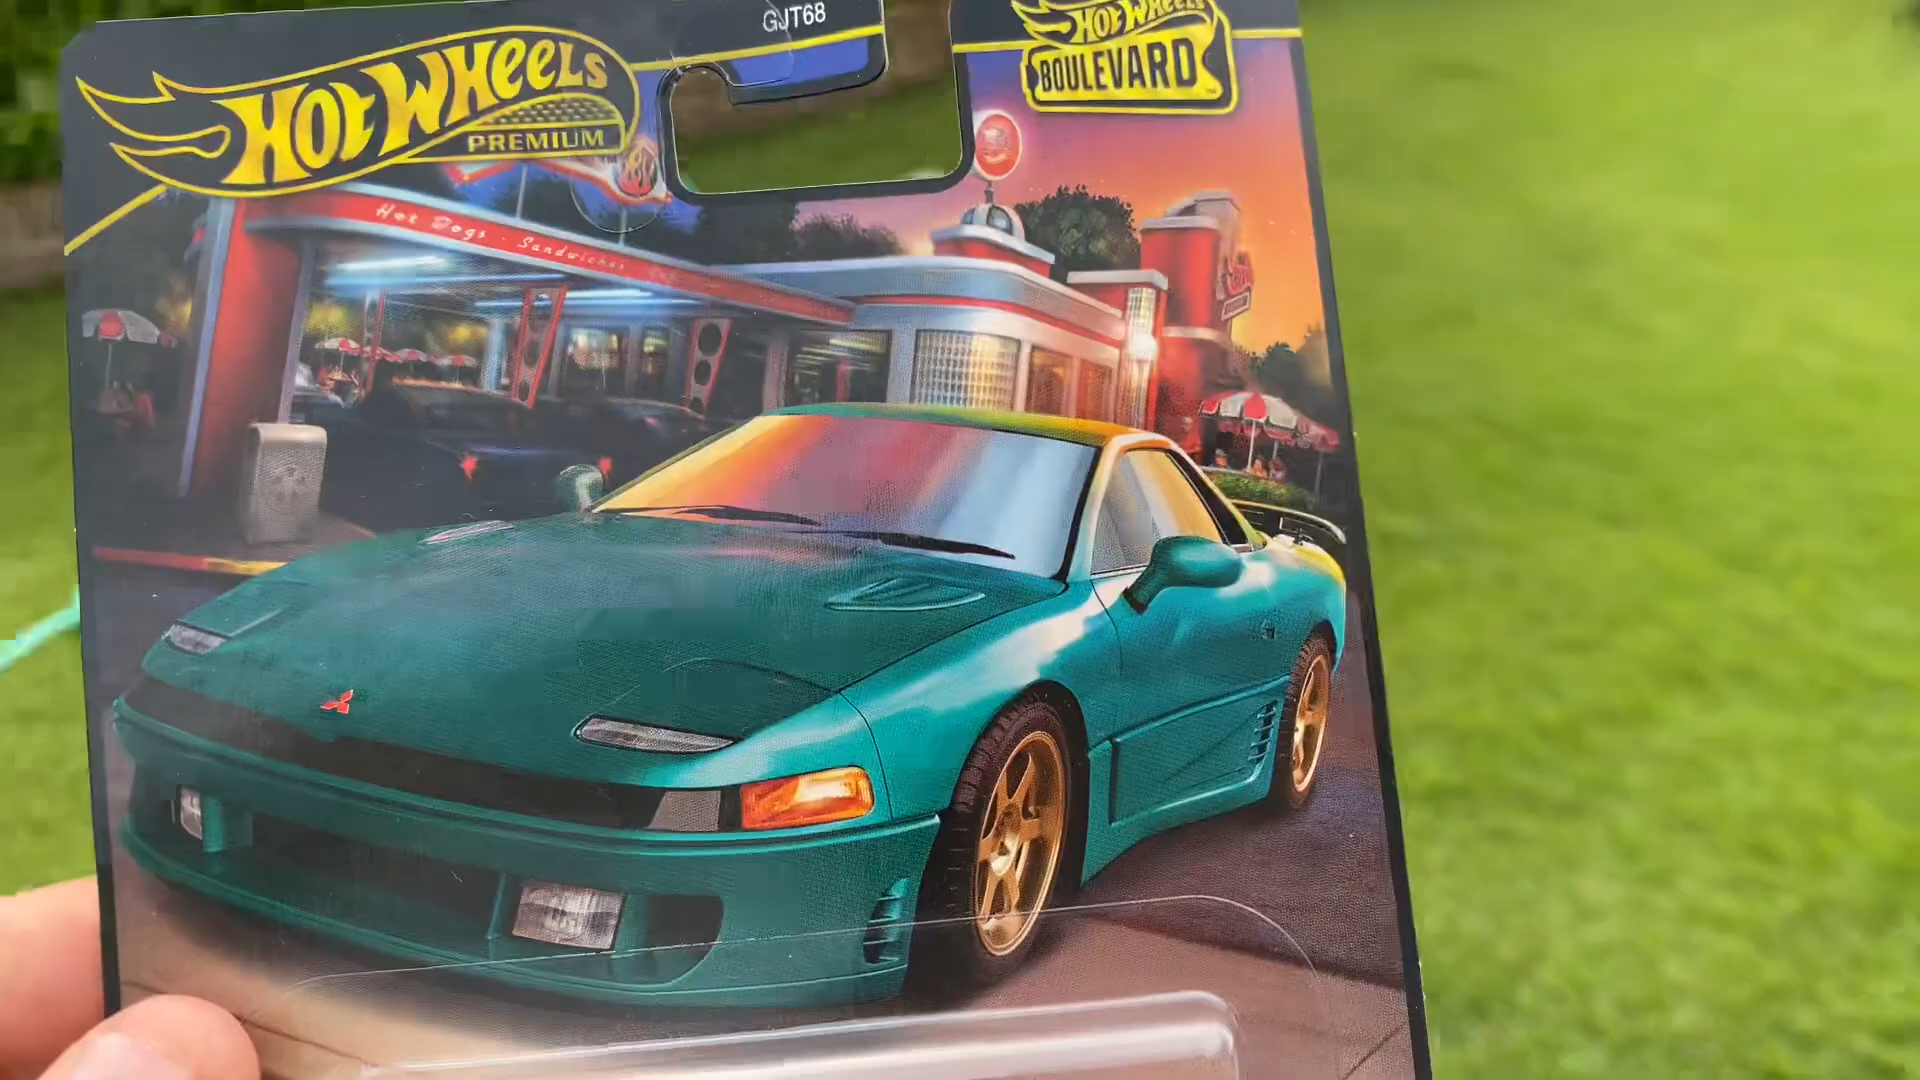 GJT68
HOT WHEELS
PREMIUM
HOT WHEELS
BOULEVARD
Hot Dogs · Sandwiches